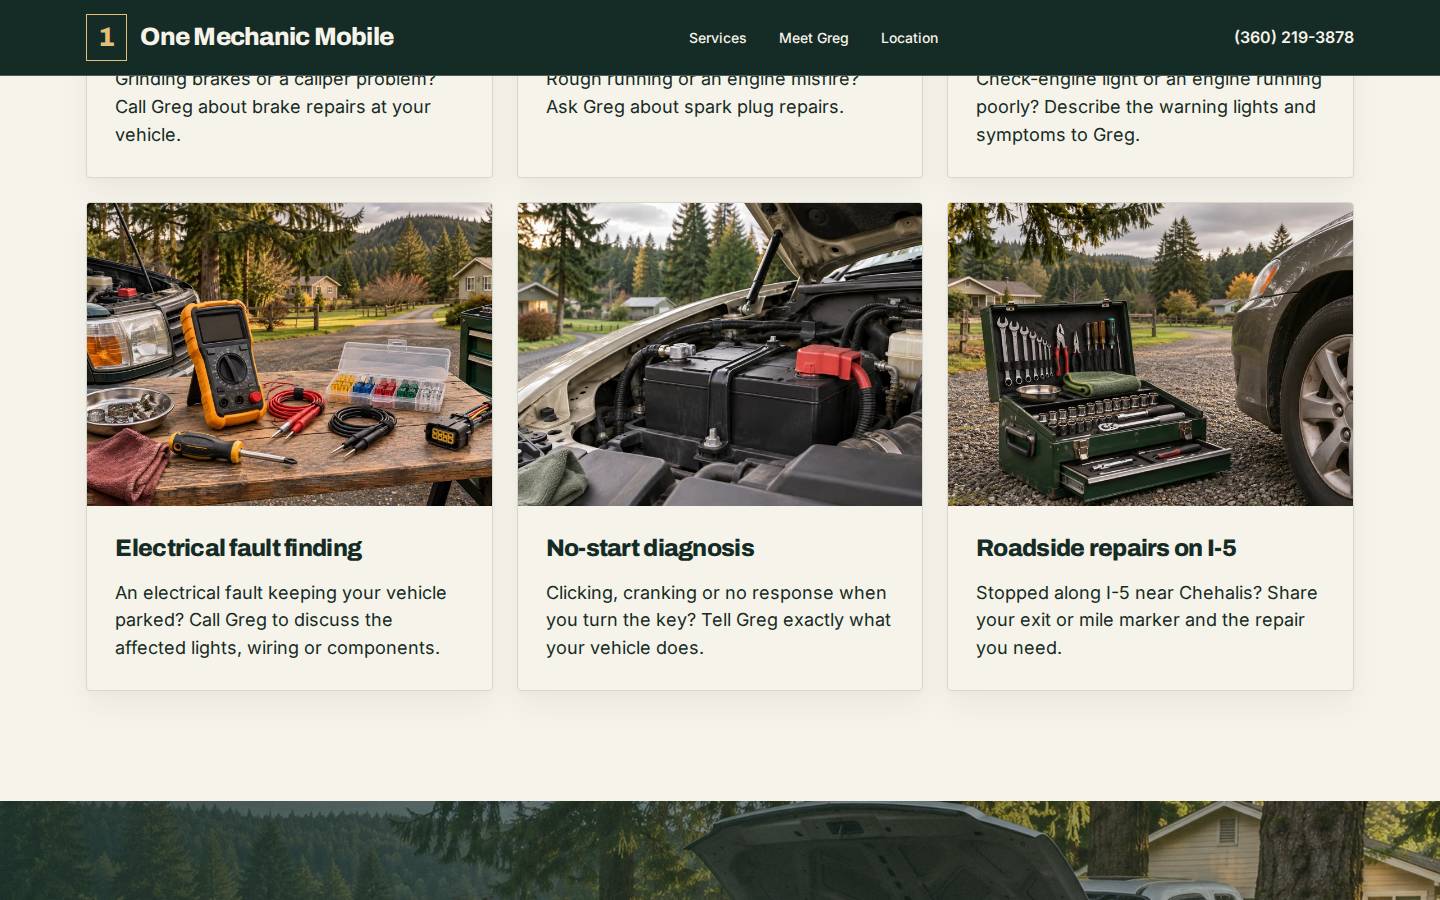 1 One Mechanic Mobile
Services Meet Greg Location
(360) 219-3878
Grinding brakes or a caliper problem?
Call Greg about brake repairs at your
vehicle.
Rough running or an engine misfire?
Ask Greg about spark plug repairs.
Check-engine light or an engine running
poorly? Describe the warning lights and
symptoms to Greg.
Electrical fault finding
An electrical fault keeping your vehicle
parked? Call Greg to discuss the
affected lights, wiring or components.
No-start diagnosis
Clicking, cranking or no response when
you turn the key? Tell Greg exactly what
your vehicle does.
Roadside repairs on I-5
Stopped along I-5 near Chehalis? Share
your exit or mile marker and the repair
you need.